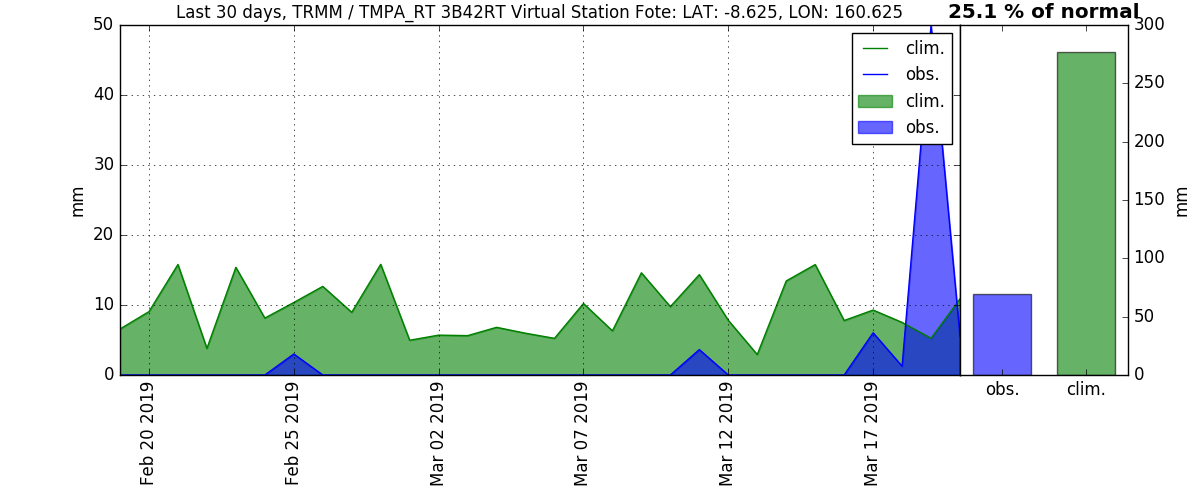 Last 30 days, TRMM / TMPA_RT 3B42RT Virtual Station Fote: LAT: -8.625, LON: 160.625
25.1 % of normal
50
40
30
20
10
0
mm
clim.
obs.
clim.
obs.
300
250
200
150
100
50
0
mm
obs.
clim.
Feb 20 2019
Feb 25 2019
Mar 02 2019
Mar 07 2019
Mar 12 2019
Mar 17 2019